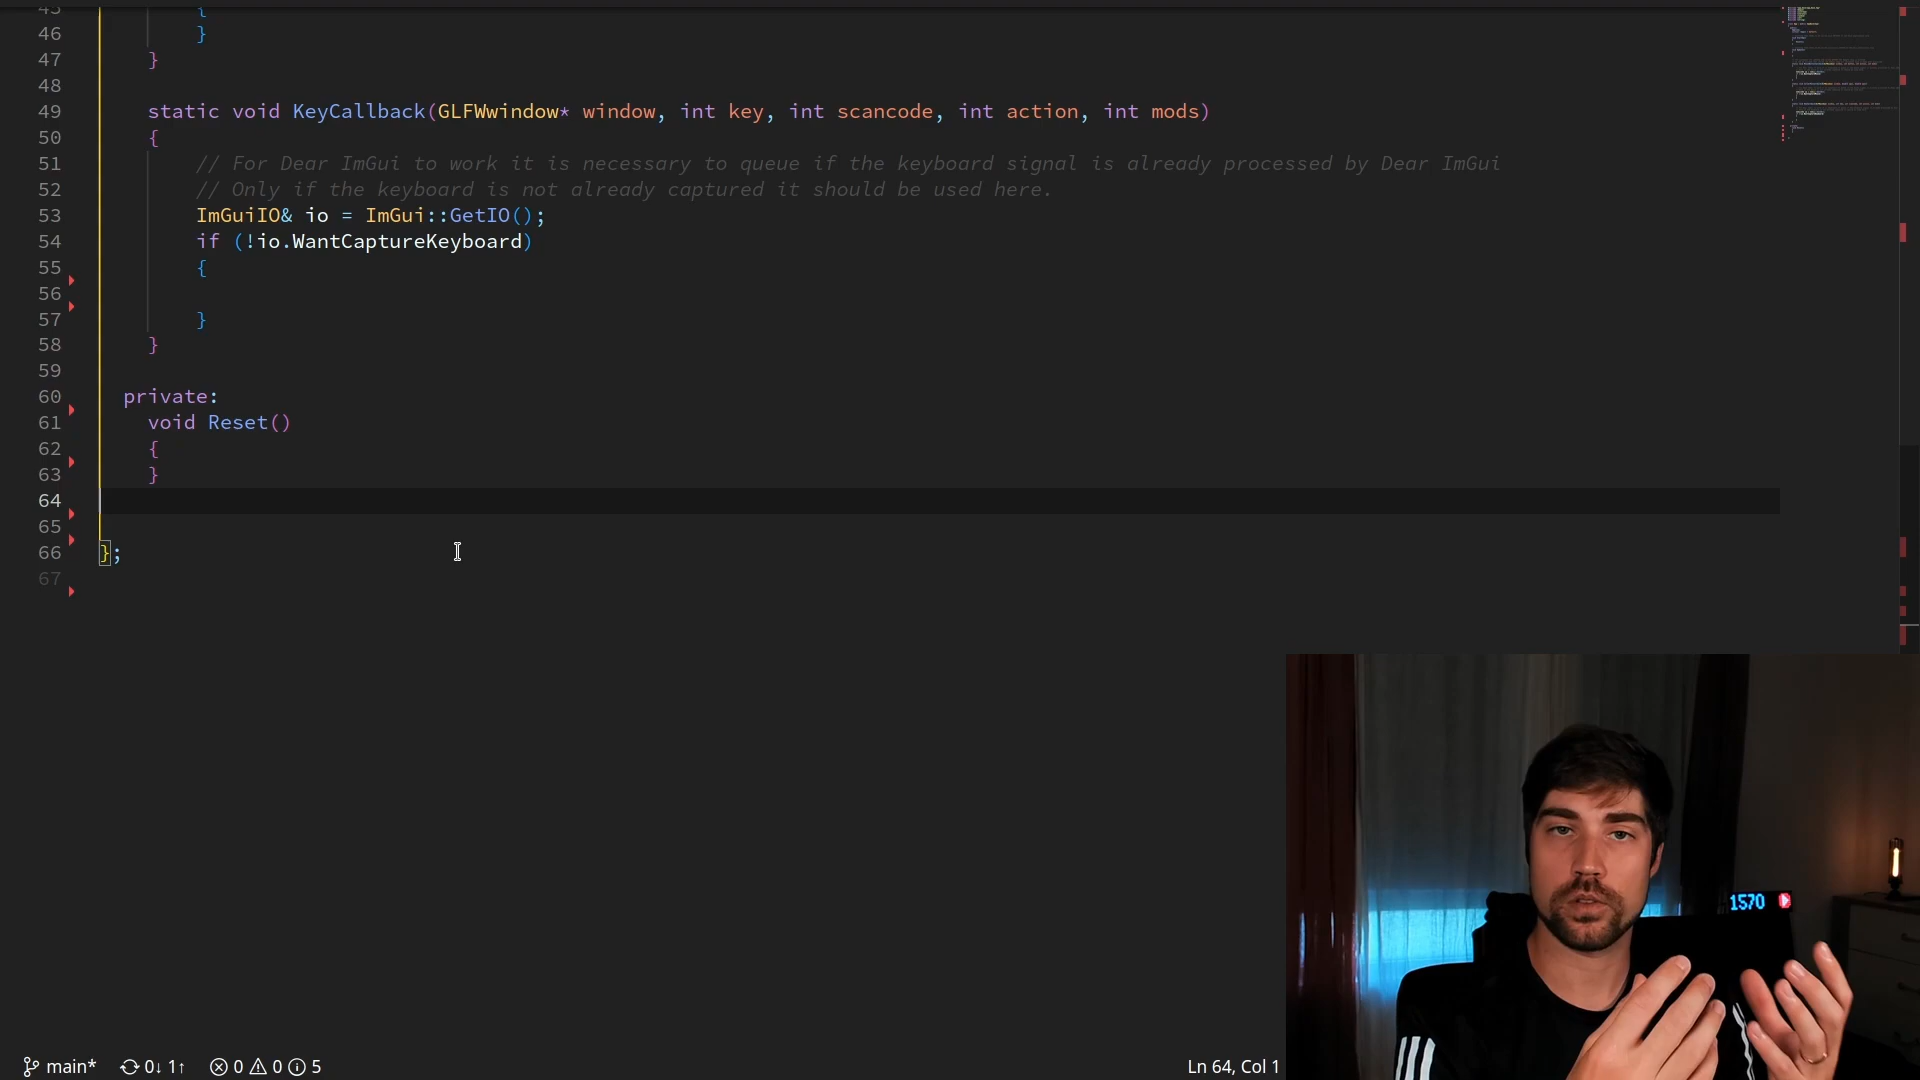 45 {
46 }
47 }
48
49 static void KeyCallback(GLFWwindow* window, int key, int scancode, int action, int mods)
50 {
51 // For Dear ImGui to work it is necessary to queue if the keyboard signal is already processed by Dear ImGui
52 // Only if the keyboard is not already captured it should be used here.
53 ImGuiIO& io = ImGui::GetIO();
54 if (!io.WantCaptureKeyboard)
55 {
56
57 }
58 }
59
60 private:
61 void Reset()
62 {
63 }
64
65
66 };
67
1570
main* 0↓ 1↑ 0 0 5
Ln 64, Col 1